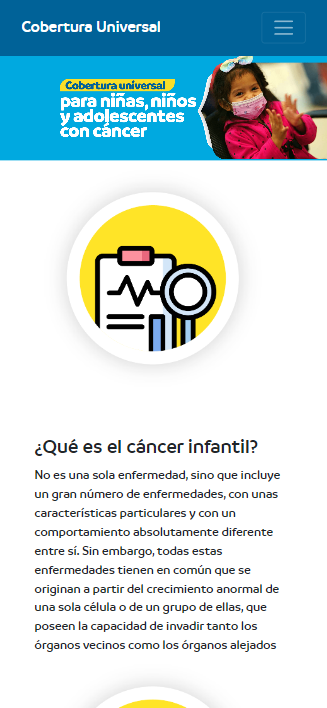 Cobertura Universal
Cobertura universal
para niñas, niños
y adolescentes
con cáncer
¿Qué es el cáncer infantil?
No es una sola enfermedad, sino que incluye
un gran número de enfermedades, con unas
características particulares y con un
comportamiento absolutamente diferente
entre sí. Sin embargo, todas estas
enfermedades tienen en común que se
originan a partir del crecimiento anormal de
una sola célula o de un grupo de ellas, que
poseen la capacidad de invadir tanto los
órganos vecinos como los órganos alejados